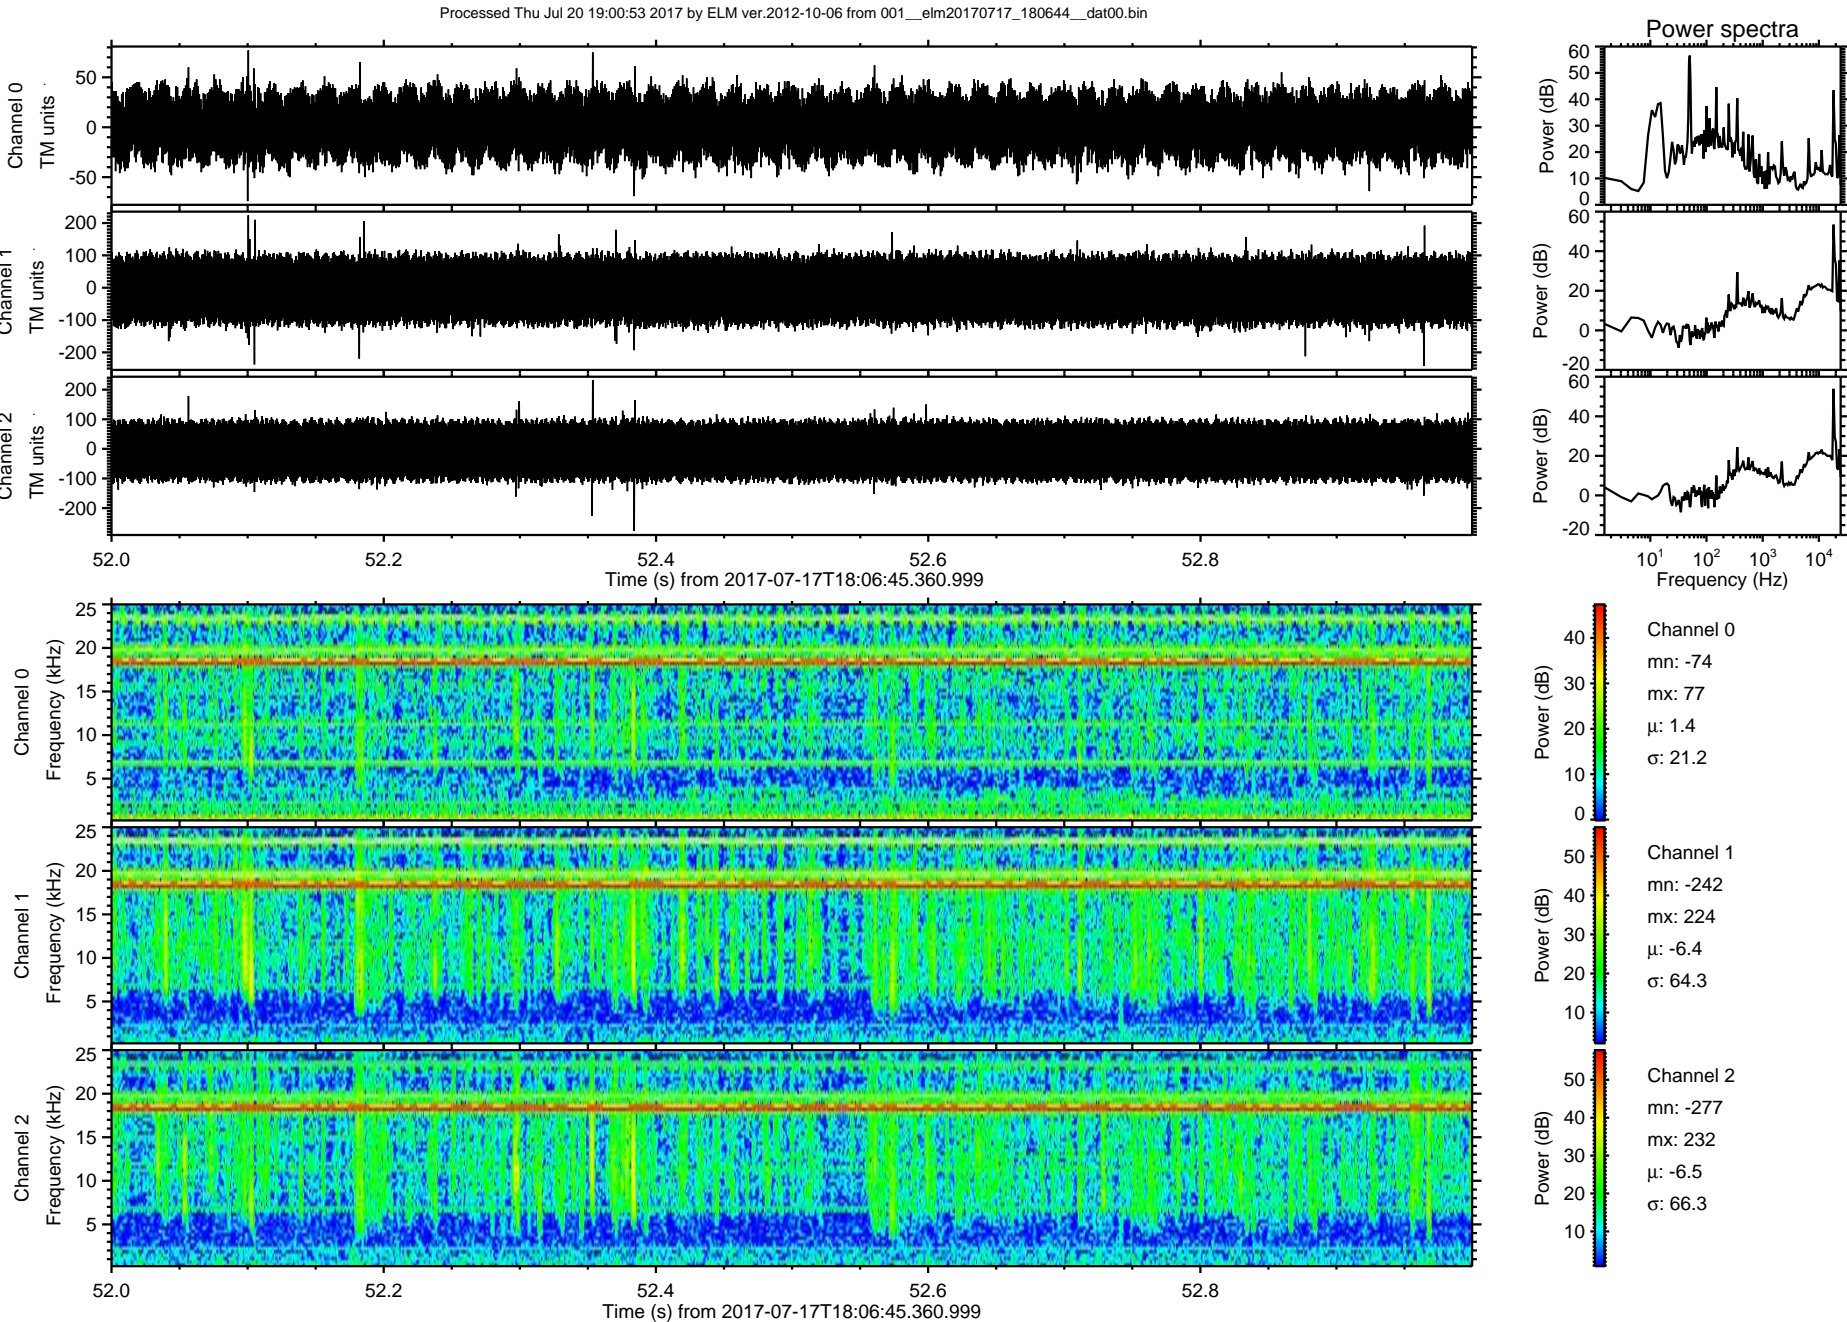 Processed Thu Jul 20 19:00:53 2017 by ELM ver.2012-10-06 from 001__elm20170717_180644__dat00.bin
Power spectra
Channel 0
TM units
50
0
-50
Power (dB)
60
50
40
30
20
10
0
Channel 1
TM units
200
100
0
-100
-200
Power (dB)
60
40
20
0
-20
Channel 2
TM units
200
100
0
-100
-200
Power (dB)
60
40
20
0
-20
52.0 52.2 52.4 52.6 52.8
Time (s) from 2017-07-17T18:06:45.360.999
10¹ 10² 10³ 10⁴
Frequency (Hz)
Channel 0
Frequency (kHz)
25
20
15
10
5
Power (dB)
40
30
20
10
0
Channel 0
mn: -74
mx: 77
μ: 1.4
σ: 21.2
Channel 1
Frequency (kHz)
25
20
15
10
5
Power (dB)
50
40
30
20
10
Channel 1
mn: -242
mx: 224
μ: -6.4
σ: 64.3
Channel 2
Frequency (kHz)
25
20
15
10
5
Power (dB)
50
40
30
20
10
Channel 2
mn: -277
mx: 232
μ: -6.5
σ: 66.3
52.0 52.2 52.4 52.6 52.8
Time (s) from 2017-07-17T18:06:45.360.999